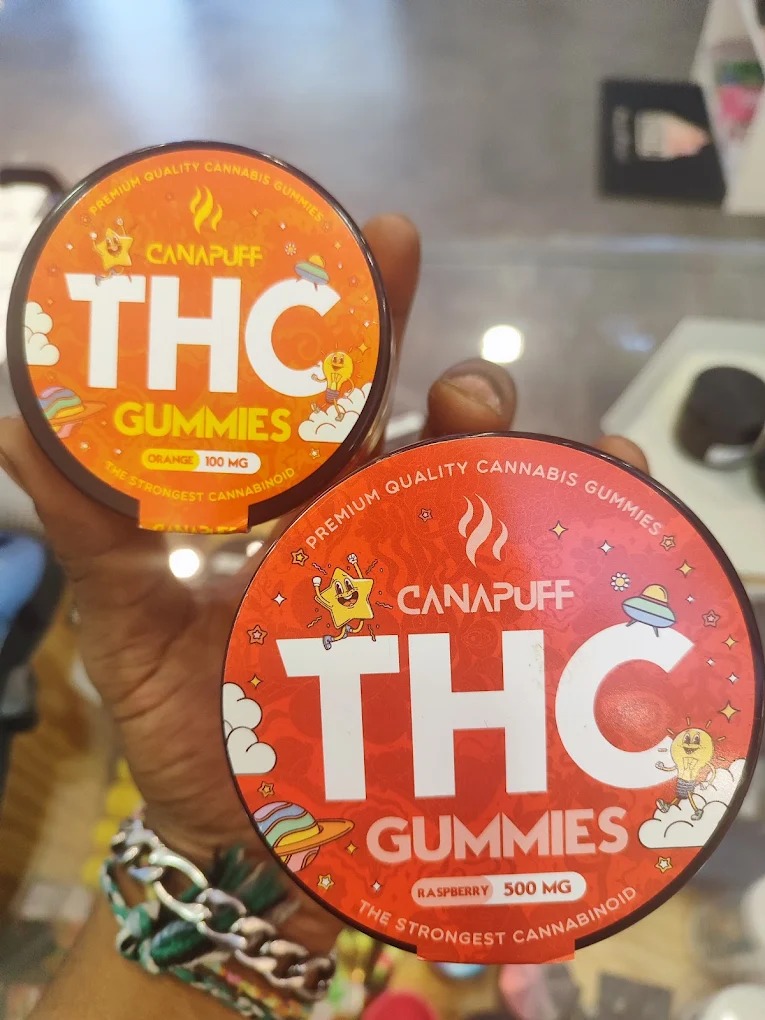 PREMIUM QUALITY CANNABIS GUMMIES
CANAPUFF
THC
GUMMIES
ORANGE 100 MG
THE STRONGEST CANNABINOID
CANAPUFF
PREMIUM QUALITY CANNABIS GUMMIES
CANAPUFF
THC
GUMMIES
RASPBERRY 500 MG
THE STRONGEST CANNABINOID